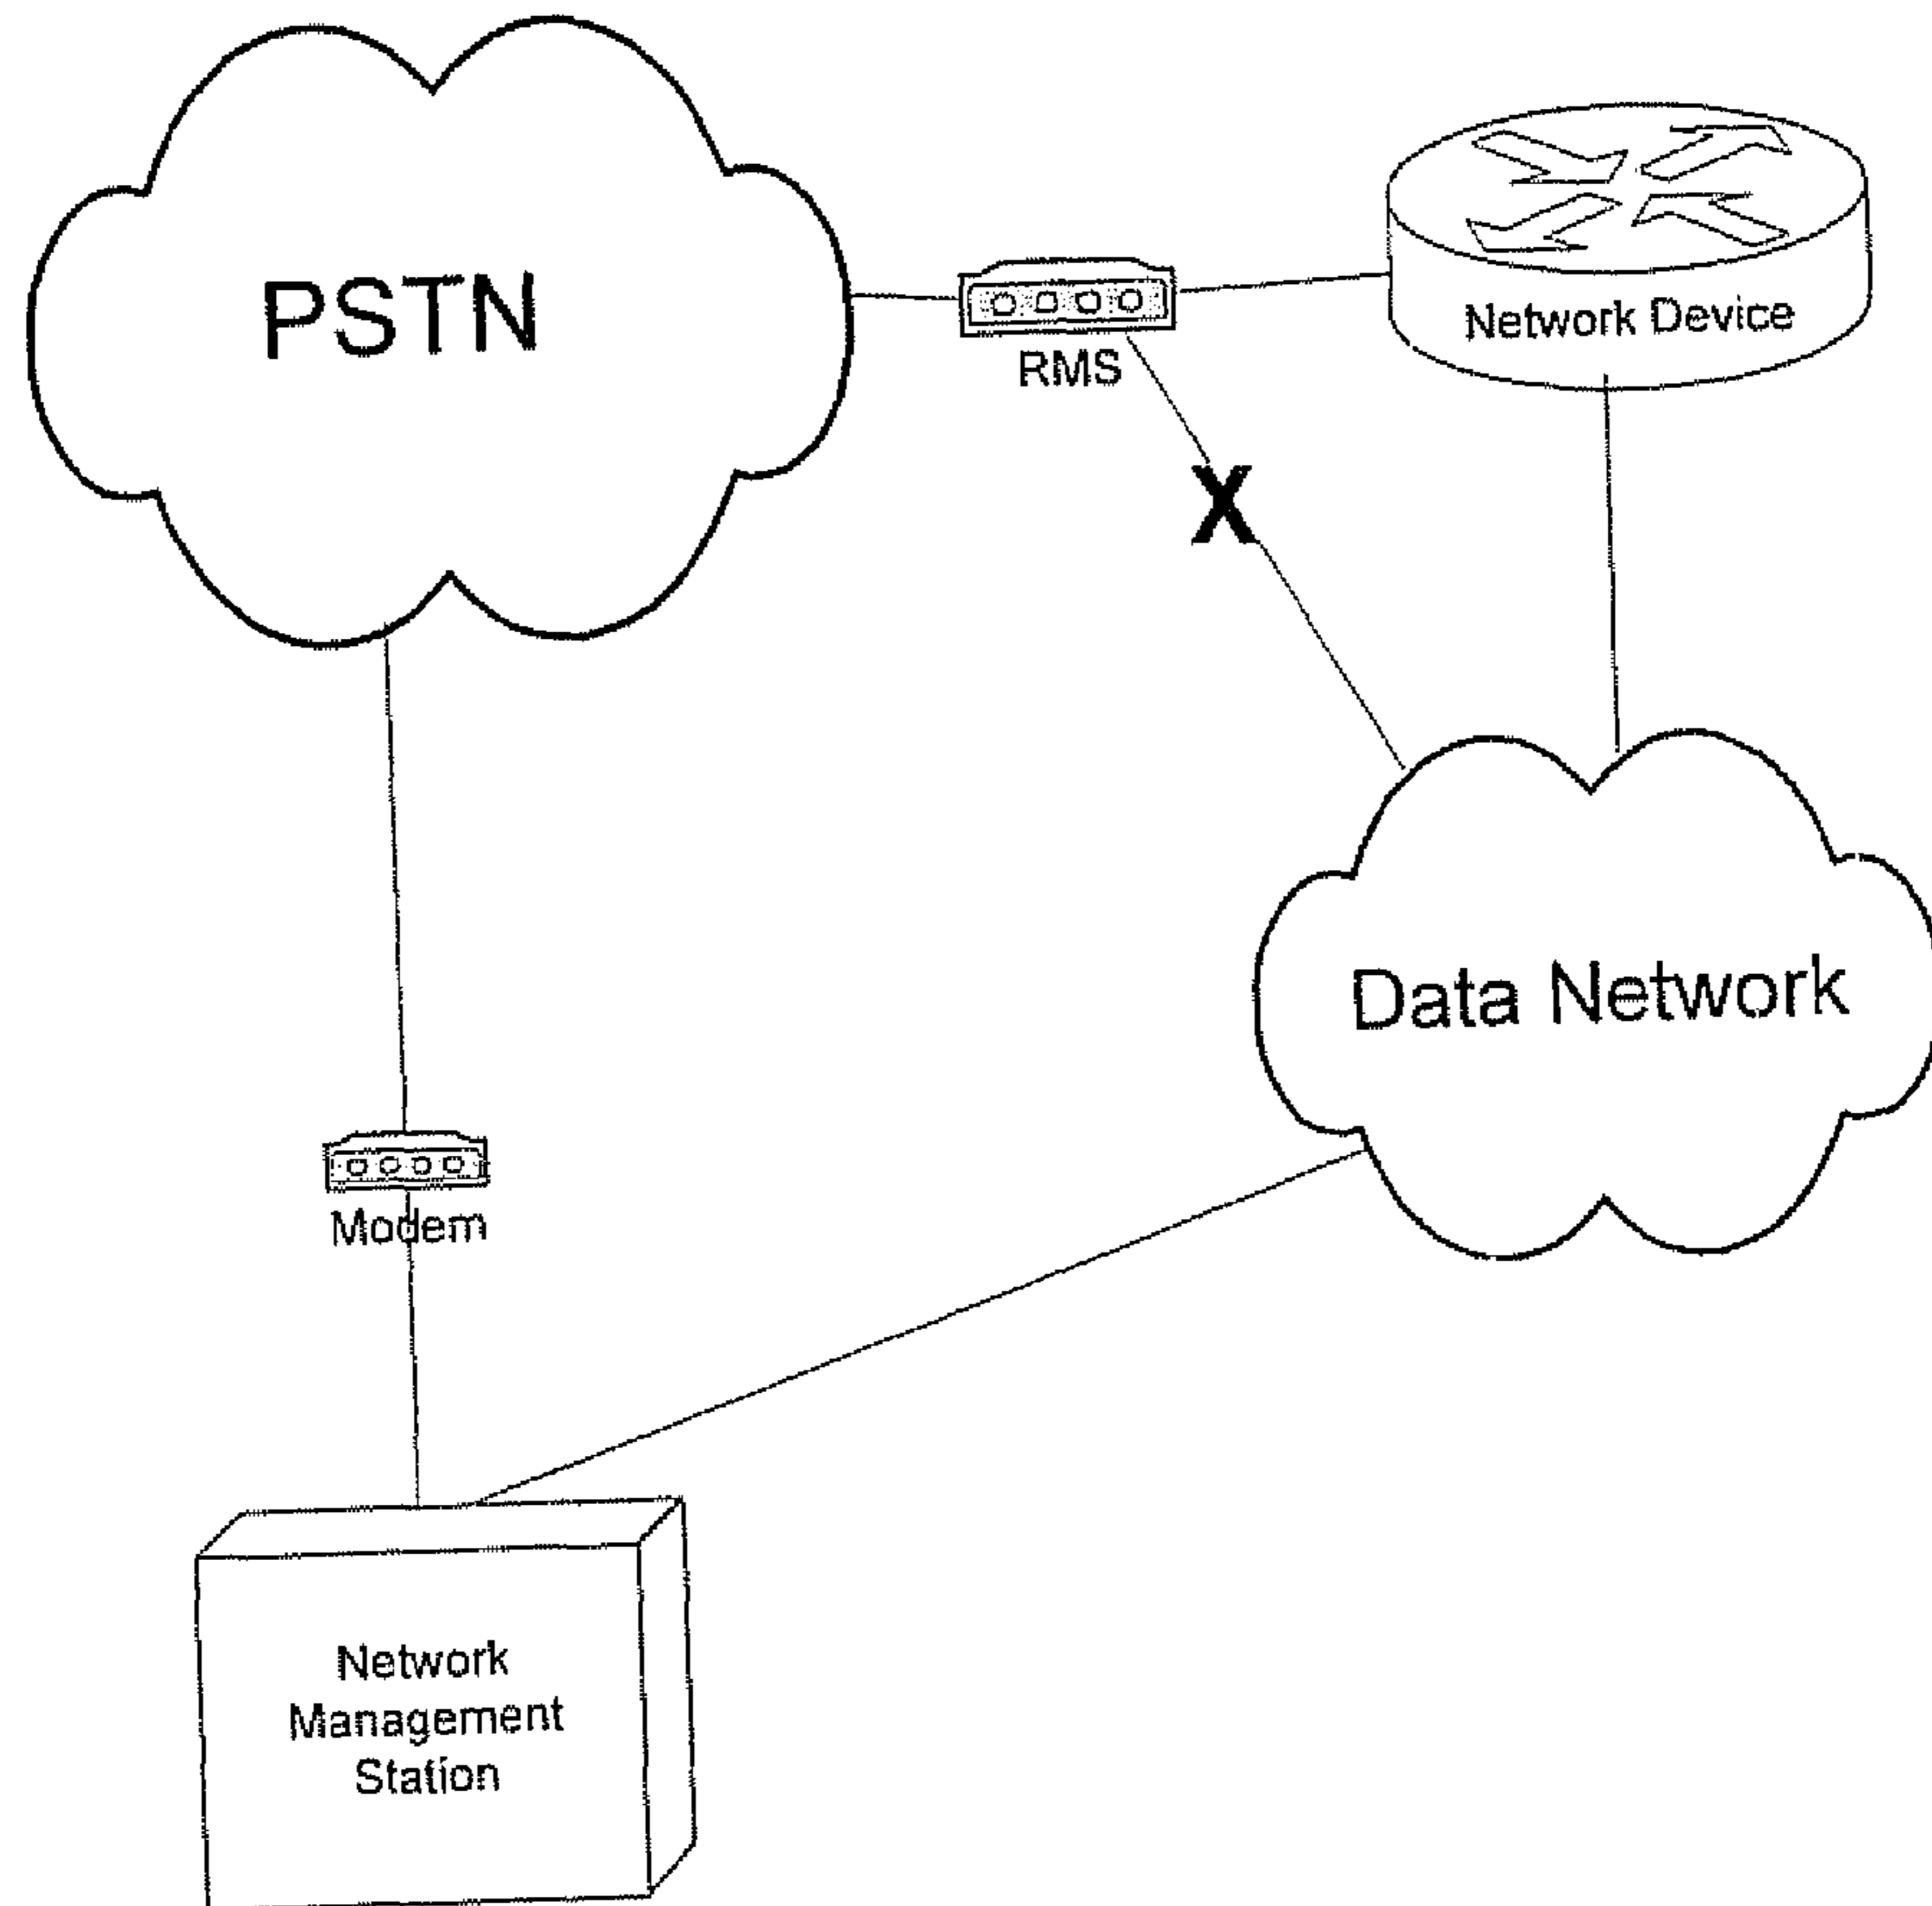 PSTN
RMS
Network Device
X
Data Network
Modem
Network
Management
Station